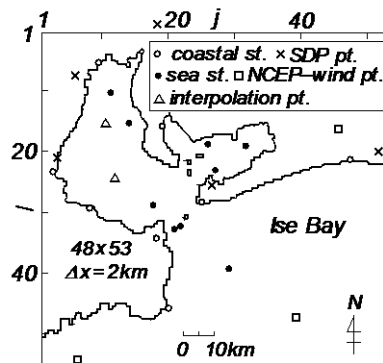 1 20 j 40
1
coastal st. SDP pt.
sea st. NCEP-wind pt.
interpolation pt.
20
i
Ise Bay
48x53
Δx=2km
40
N
0 10km